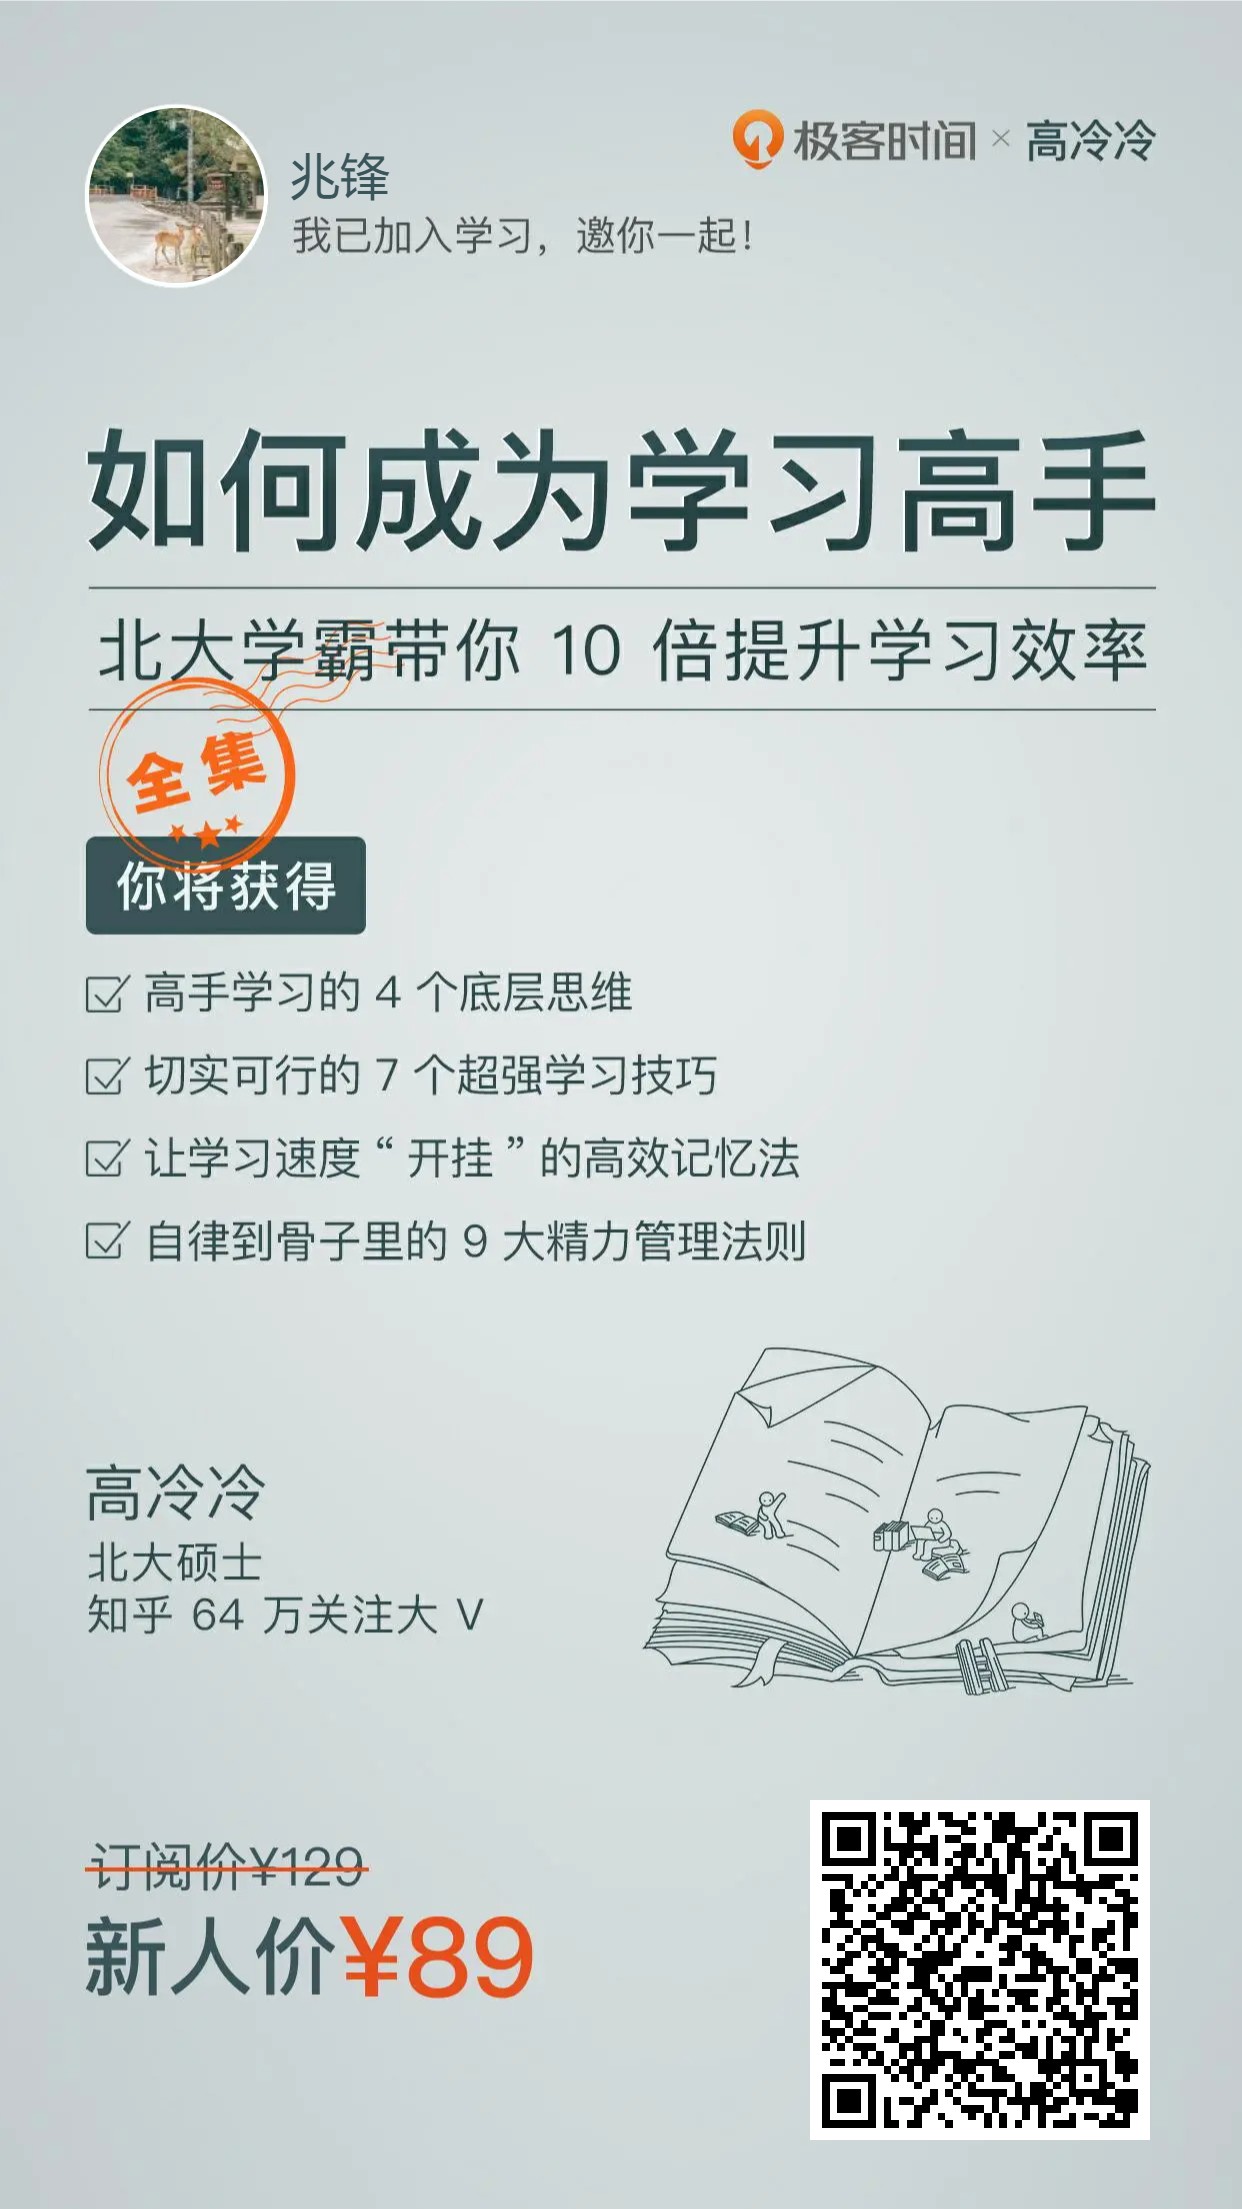 兆锋
我已加入学习，邀你一起！
极客时间 × 高冷冷
如何成为学习高手
北大学霸带你 10 倍提升学习效率
全集
你将获得
高手学习的 4 个底层思维
切实可行的 7 个超强学习技巧
让学习速度“开挂”的高效记忆法
自律到骨子里的 9 大精力管理法则
高冷冷
北大硕士
知乎 64 万关注大 V
订阅价¥129
新人价¥89